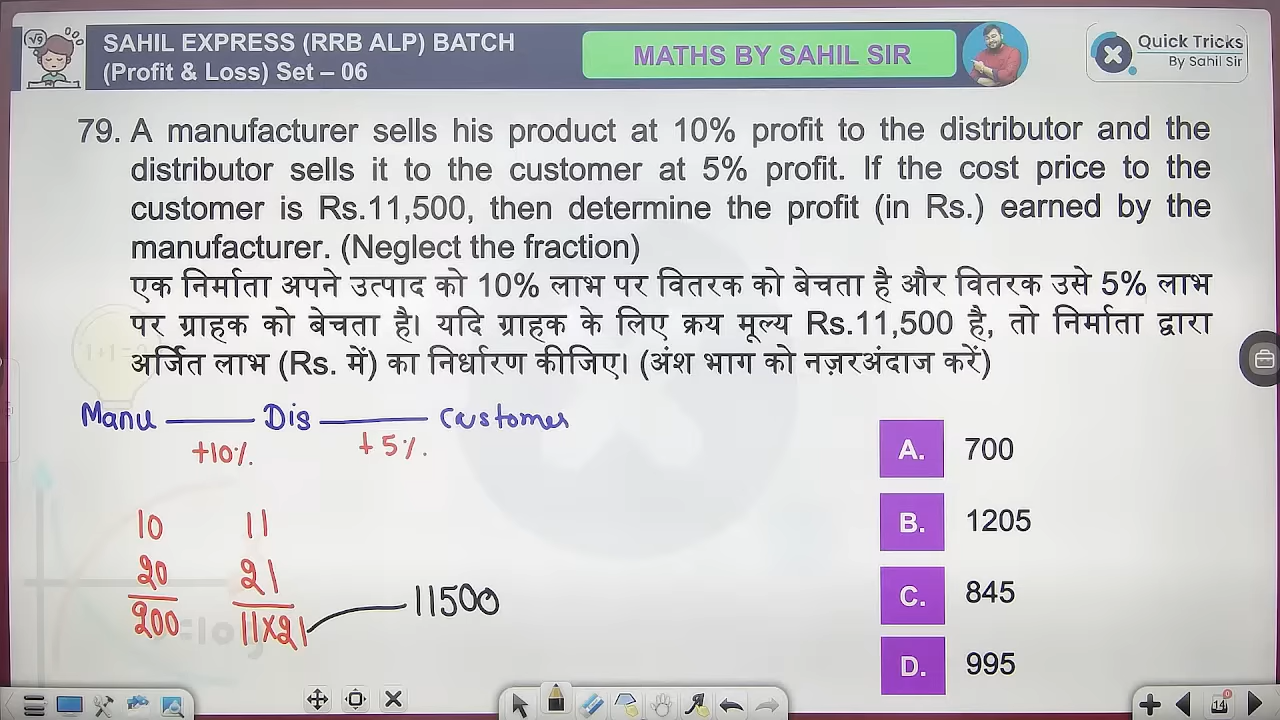 SAHIL EXPRESS (RRB ALP) BATCH
(Profit & Loss) Set – 06
MATHS BY SAHIL SIR
Quick Tricks
By Sahil Sir
79. A manufacturer sells his product at 10% profit to the distributor and the
distributor sells it to the customer at 5% profit. If the cost price to the
customer is Rs.11,500, then determine the profit (in Rs.) earned by the
manufacturer. (Neglect the fraction)
एक निर्माता अपने उत्पाद को 10% लाभ पर वितरक को बेचता है और वितरक उसे 5% लाभ
पर ग्राहक को बेचता है। यदि ग्राहक के लिए क्रय मूल्य Rs.11,500 है, तो निर्माता द्वारा
अर्जित लाभ (Rs. में) का निर्धारण कीजिए। (अंश भाग को नज़रअंदाज करें)
Manu Dis Customer
+10% +5%.
10 11
20 21
200 11×21 11500
A. 700
B. 1205
C. 845
D. 995
14